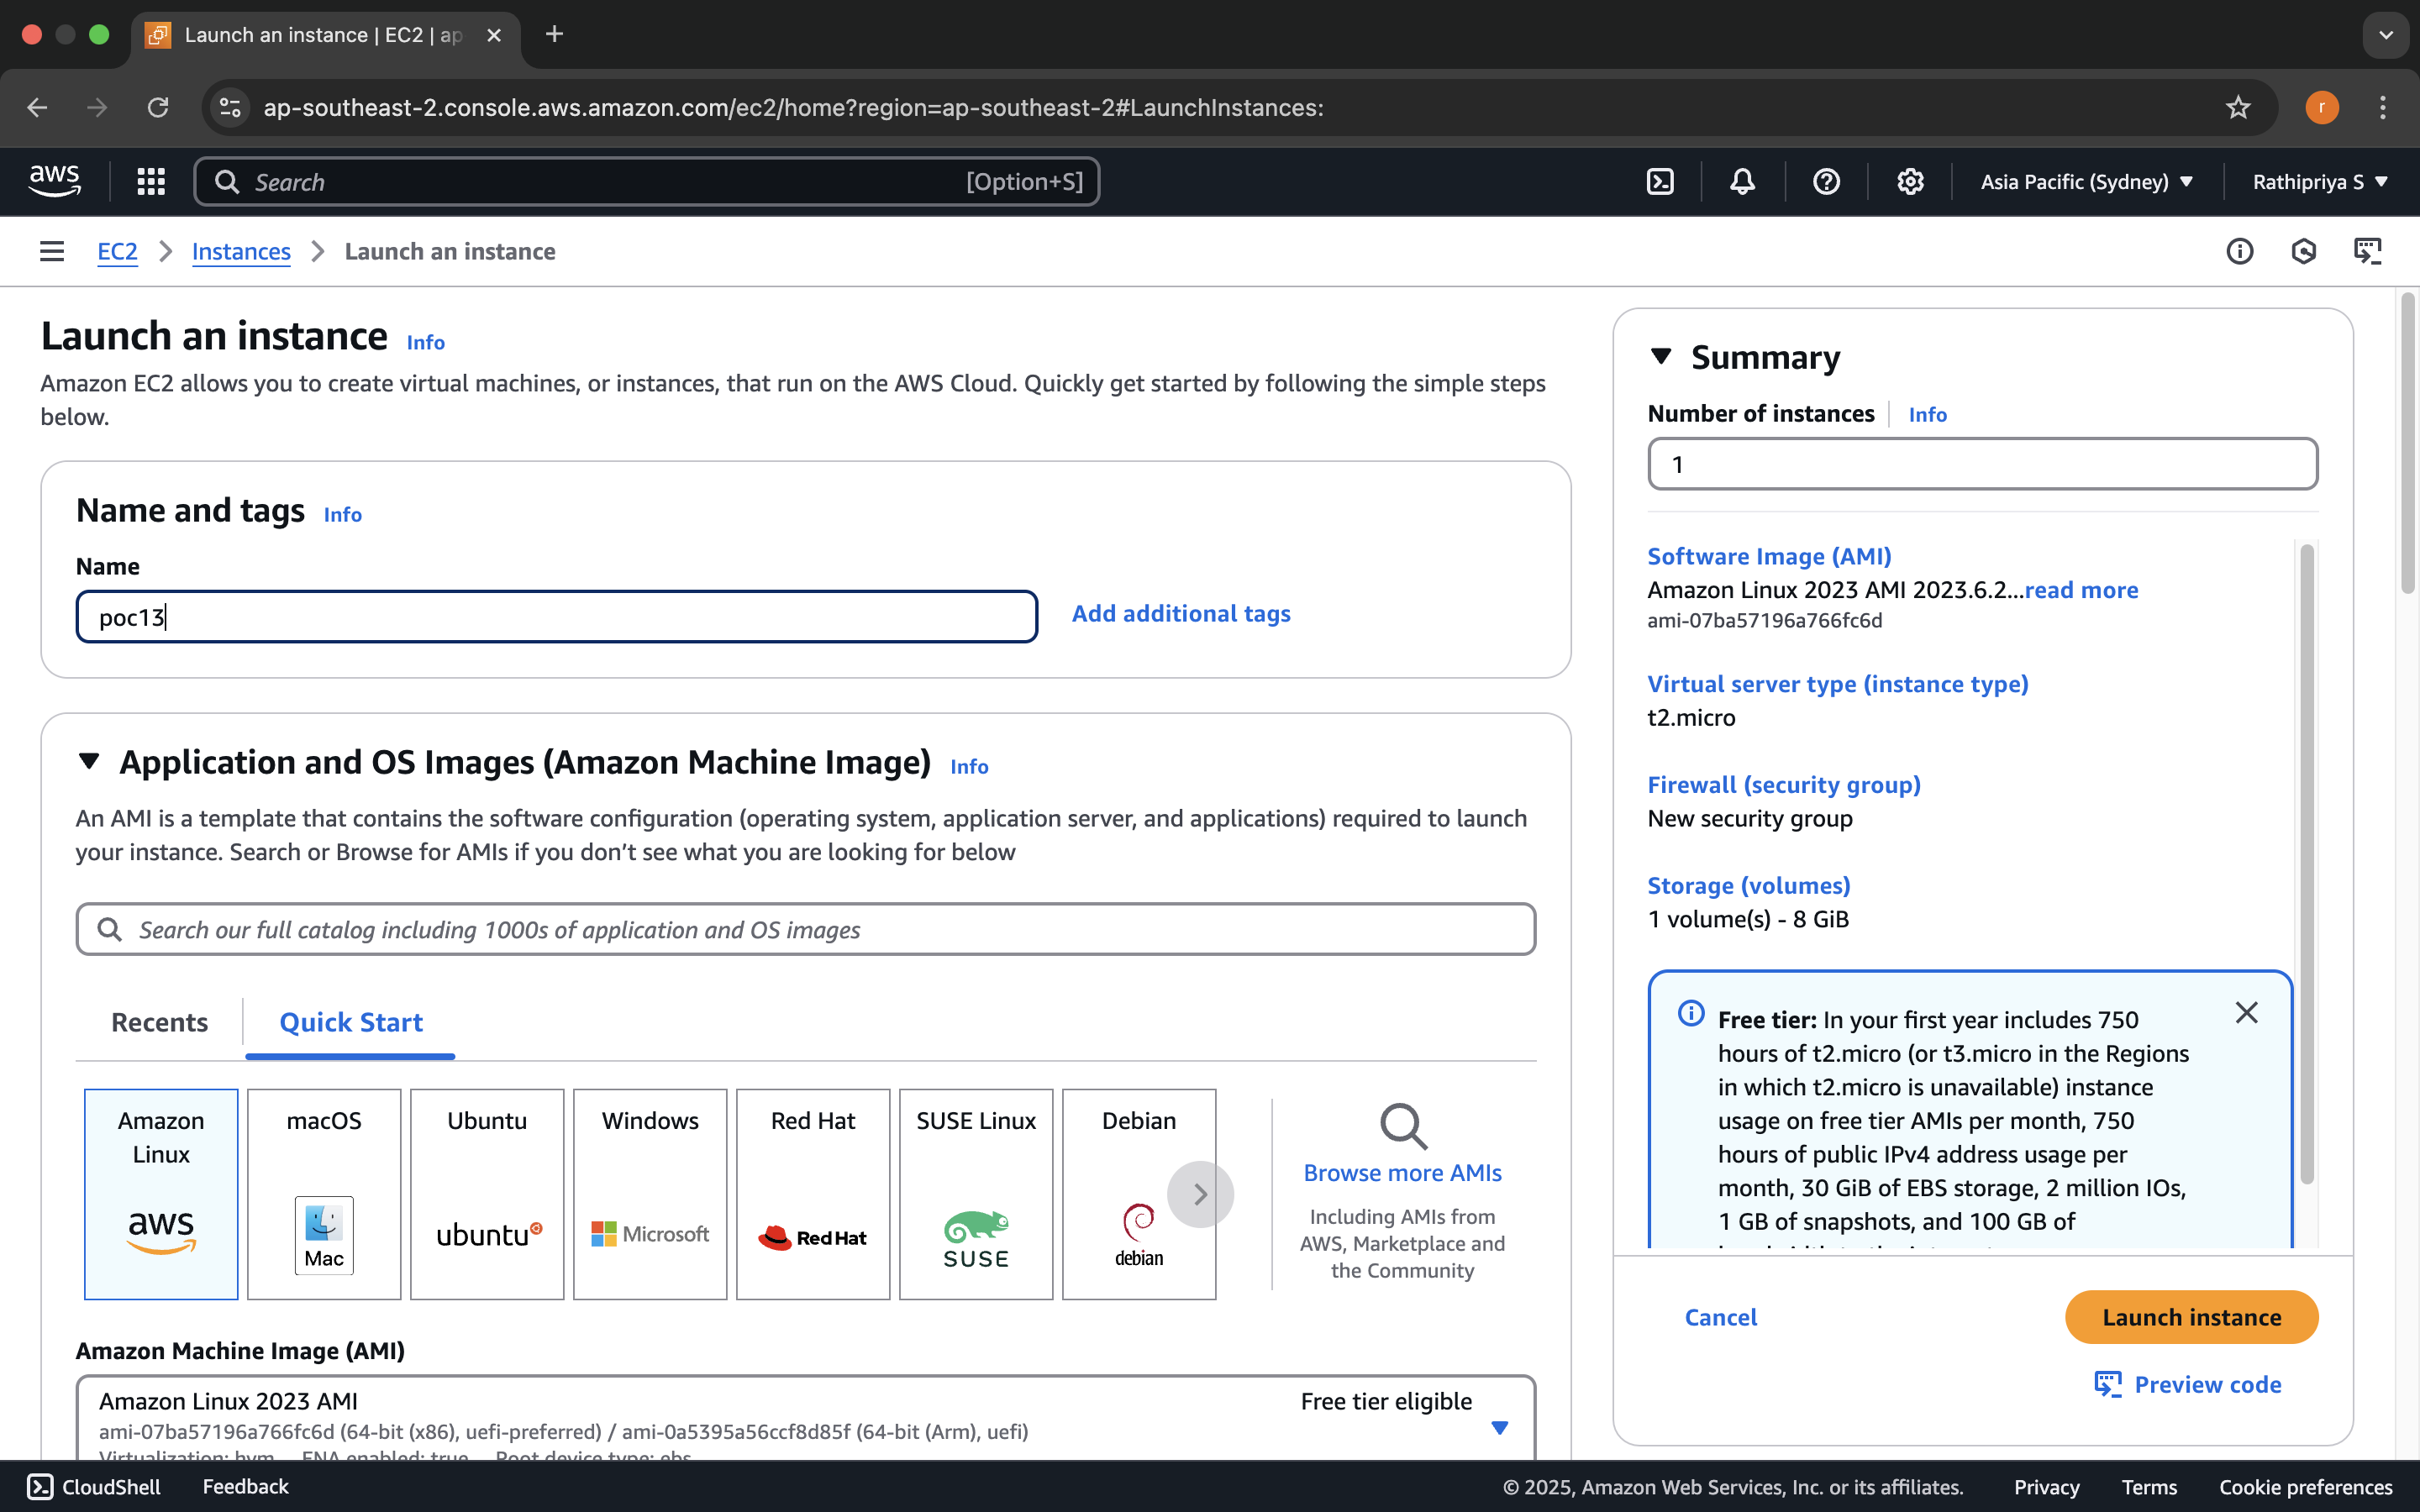 Launch an instance | EC2 | ap
ap-southeast-2.console.aws.amazon.com/ec2/home?region=ap-southeast-2#LaunchInstances:
r
aws
Search
[Option+S]
Asia Pacific (Sydney)
Rathipriya S
EC2
Instances
Launch an instance
Launch an instance Info
Amazon EC2 allows you to create virtual machines, or instances, that run on the AWS Cloud. Quickly get started by following the simple steps
below.
Name and tags Info
Name
poc13
Add additional tags
Application and OS Images (Amazon Machine Image) Info
An AMI is a template that contains the software configuration (operating system, application server, and applications) required to launch
your instance. Search or Browse for AMIs if you don’t see what you are looking for below
Search our full catalog including 1000s of application and OS images
Recents
Quick Start
Amazon
Linux
aws
macOS
Mac
Ubuntu
ubuntu
Windows
Microsoft
Red Hat
Red Hat
SUSE Linux
SUSE
Debian
debian
Browse more AMIs
Including AMIs from
AWS, Marketplace and
the Community
Amazon Machine Image (AMI)
Amazon Linux 2023 AMI
Free tier eligible
ami-07ba57196a766fc6d (64-bit (x86), uefi-preferred) / ami-0a5395a56ccf8d85f (64-bit (Arm), uefi)
Virtualization: hvm ENA enabled: true Root device type: ebs
Summary
Number of instances Info
1
Software Image (AMI)
Amazon Linux 2023 AMI 2023.6.2...read more
ami-07ba57196a766fc6d
Virtual server type (instance type)
t2.micro
Firewall (security group)
New security group
Storage (volumes)
1 volume(s) - 8 GiB
Free tier: In your first year includes 750
hours of t2.micro (or t3.micro in the Regions
in which t2.micro is unavailable) instance
usage on free tier AMIs per month, 750
hours of public IPv4 address usage per
month, 30 GiB of EBS storage, 2 million IOs,
1 GB of snapshots, and 100 GB of
Cancel
Launch instance
Preview code
CloudShell
Feedback
© 2025, Amazon Web Services, Inc. or its affiliates.
Privacy
Terms
Cookie preferences